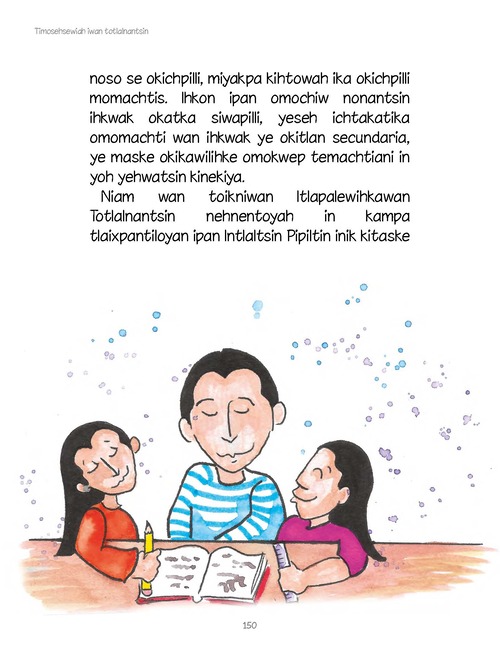 Timosehsewiah iwan totlalnantsin
noso se okichpilli, miyakpa kihtowah ika okichpilli
momachtis. Ihkon ipan omochiw nonantsin
ihkwak okatka siwapilli, yeseh ichtakatika
omomachti wan ihkwak ye okitlan secundaria,
ye maske okikawilihke omokwep temachtiani in
yoh yehwatsin kinekiya.
Niam wan toikniwan Itlapalewihkawan
Totlalnantsin nehnentoyah in kampa
tlaixpantiloyan ipan Intlaltsin Pipiltin inik kitaske
150